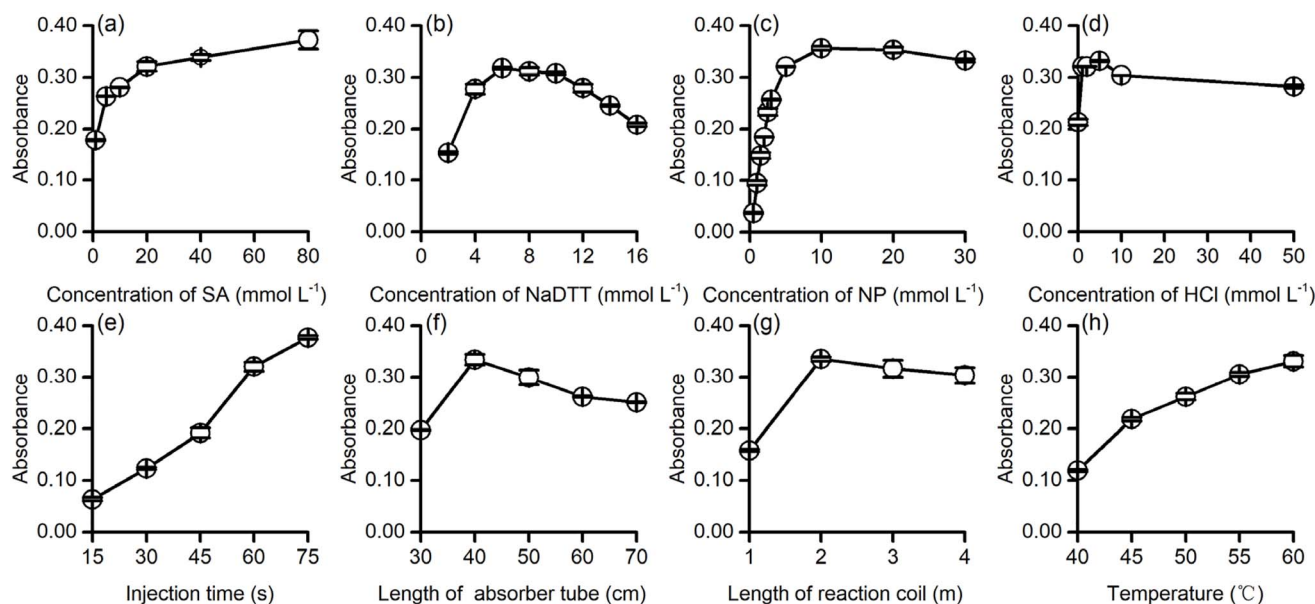 (a) (b) (c) (d)
Absorbance Absorbance Absorbance Absorbance
0.40 0.40 0.40 0.40
0.30 0.30 0.30 0.30
0.20 0.20 0.20 0.20
0.10 0.10 0.10 0.10
0.00 0.00 0.00 0.00
0 20 40 60 80 0 4 8 12 16 0 10 20 30 0 10 20 30 40 50
Concentration of SA (mmol L⁻¹) Concentration of NaDTT (mmol L⁻¹) Concentration of NP (mmol L⁻¹) Concentration of HCl (mmol L⁻¹)
(e) (f) (g) (h)
Absorbance Absorbance Absorbance Absorbance
0.40 0.40 0.40 0.40
0.30 0.30 0.30 0.30
0.20 0.20 0.20 0.20
0.10 0.10 0.10 0.10
0.00 0.00 0.00 0.00
15 30 45 60 75 30 40 50 60 70 1 2 3 4 40 45 50 55 60
Injection time (s) Length of absorber tube (cm) Length of reaction coil (m) Temperature (℃)